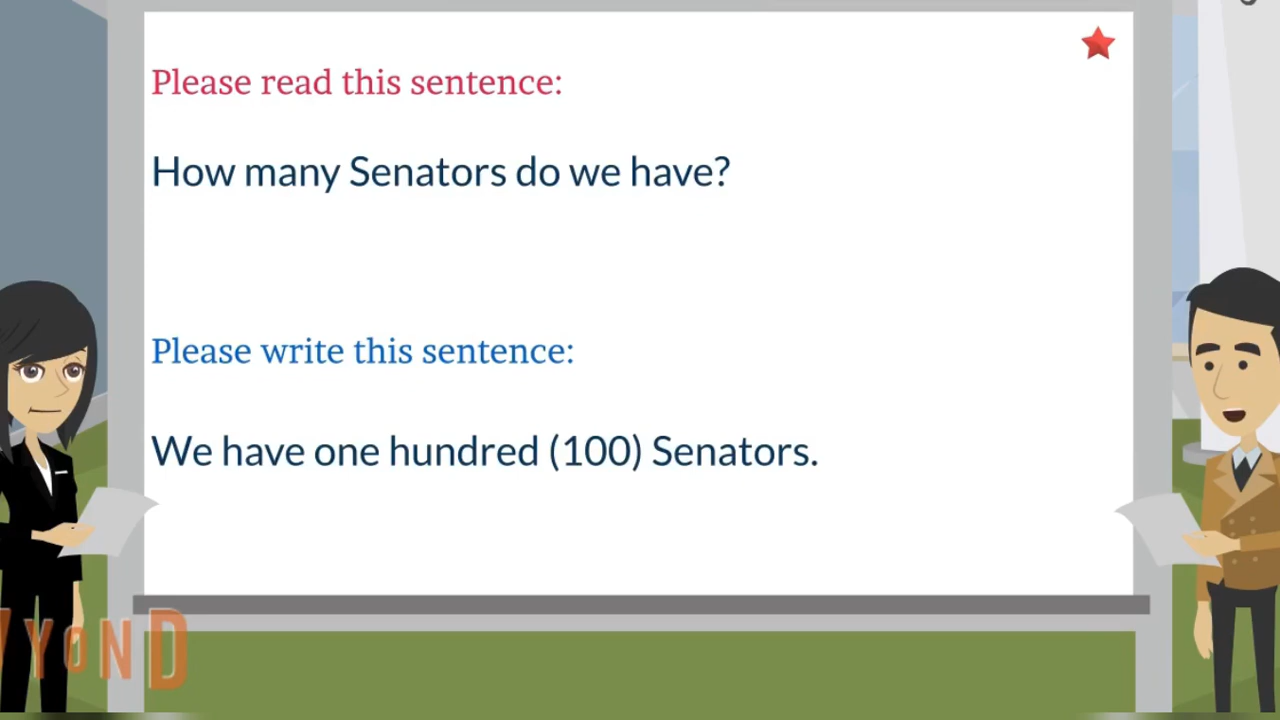 Please read this sentence:
How many Senators do we have?
Please write this sentence:
We have one hundred (100) Senators.
YOND